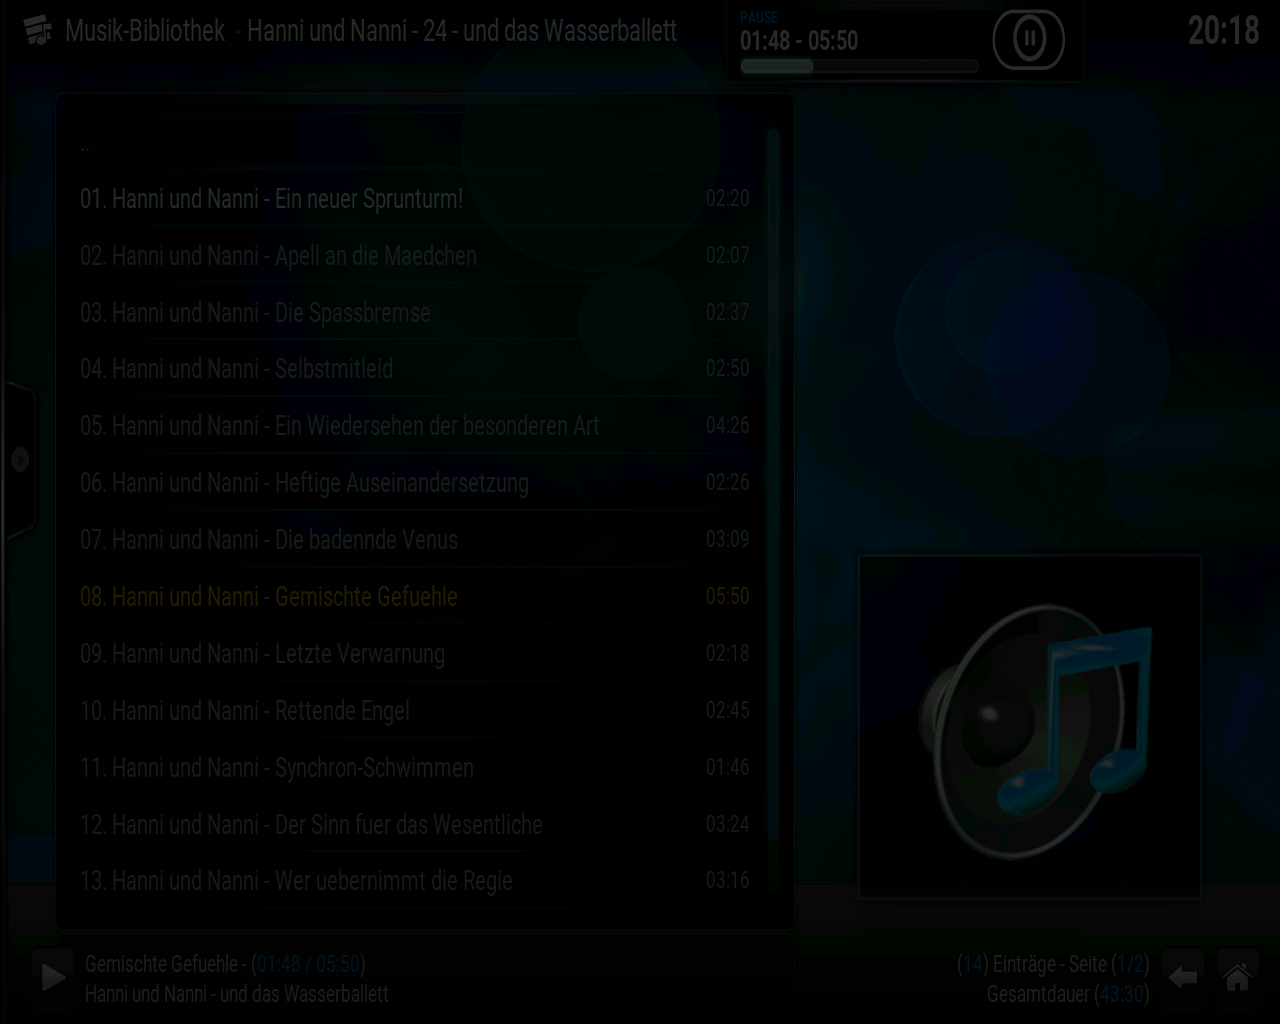 Musik-Bibliothek - Hanni und Nanni - 24 - und das Wasserballett
PAUSE
01:48 - 05:50
20:18
..
01. Hanni und Nanni - Ein neuer Sprunturm! 02:20
02. Hanni und Nanni - Apell an die Maedchen 02:07
03. Hanni und Nanni - Die Spassbremse 02:37
04. Hanni und Nanni - Selbstmitleid 02:50
05. Hanni und Nanni - Ein Wiedersehen der besonderen Art 04:26
06. Hanni und Nanni - Heftige Auseinandersetzung 02:26
07. Hanni und Nanni - Die badennde Venus 03:09
08. Hanni und Nanni - Gemischte Gefuehle 05:50
09. Hanni und Nanni - Letzte Verwarnung 02:18
10. Hanni und Nanni - Rettende Engel 02:45
11. Hanni und Nanni - Synchron-Schwimmen 01:46
12. Hanni und Nanni - Der Sinn fuer das Wesentliche 03:24
13. Hanni und Nanni - Wer uebernimmt die Regie 03:16
Gemischte Gefuehle - (01:48 / 05:50)
Hanni und Nanni - und das Wasserballett
(14) Einträge - Seite (1/2)
Gesamtdauer (43:30)